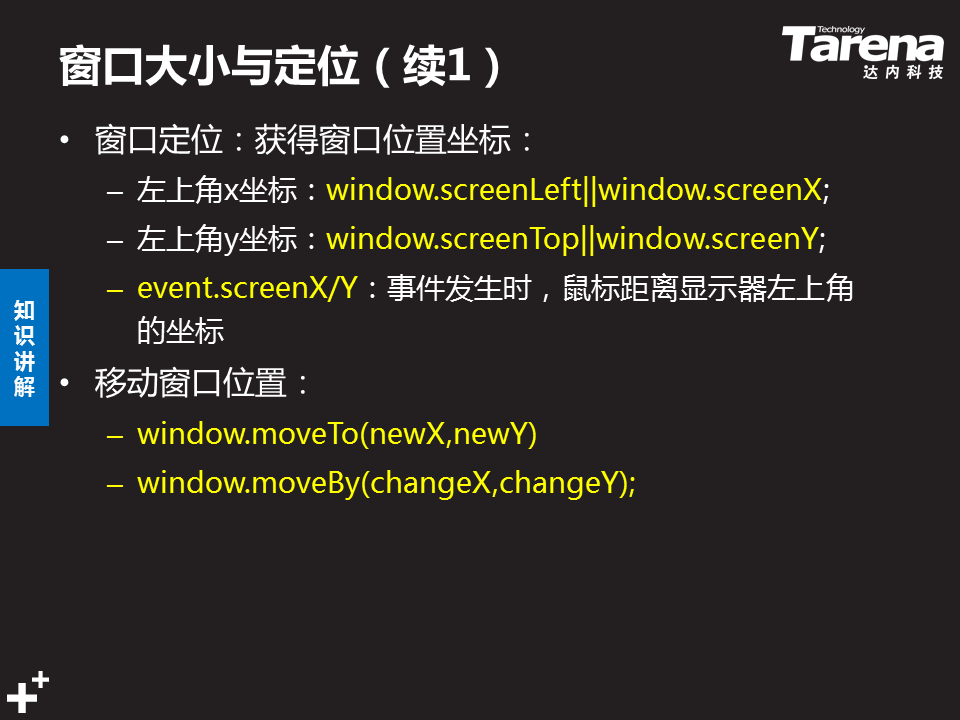 窗口大小与定位（续1）
Technology
Tarena
达内科技
• 窗口定位：获得窗口位置坐标：
– 左上角x坐标：window.screenLeft||window.screenX;
– 左上角y坐标：window.screenTop||window.screenY;
– event.screenX/Y：事件发生时，鼠标距离显示器左上角
的坐标
知识讲解
• 移动窗口位置：
– window.moveTo(newX,newY)
– window.moveBy(changeX,changeY);